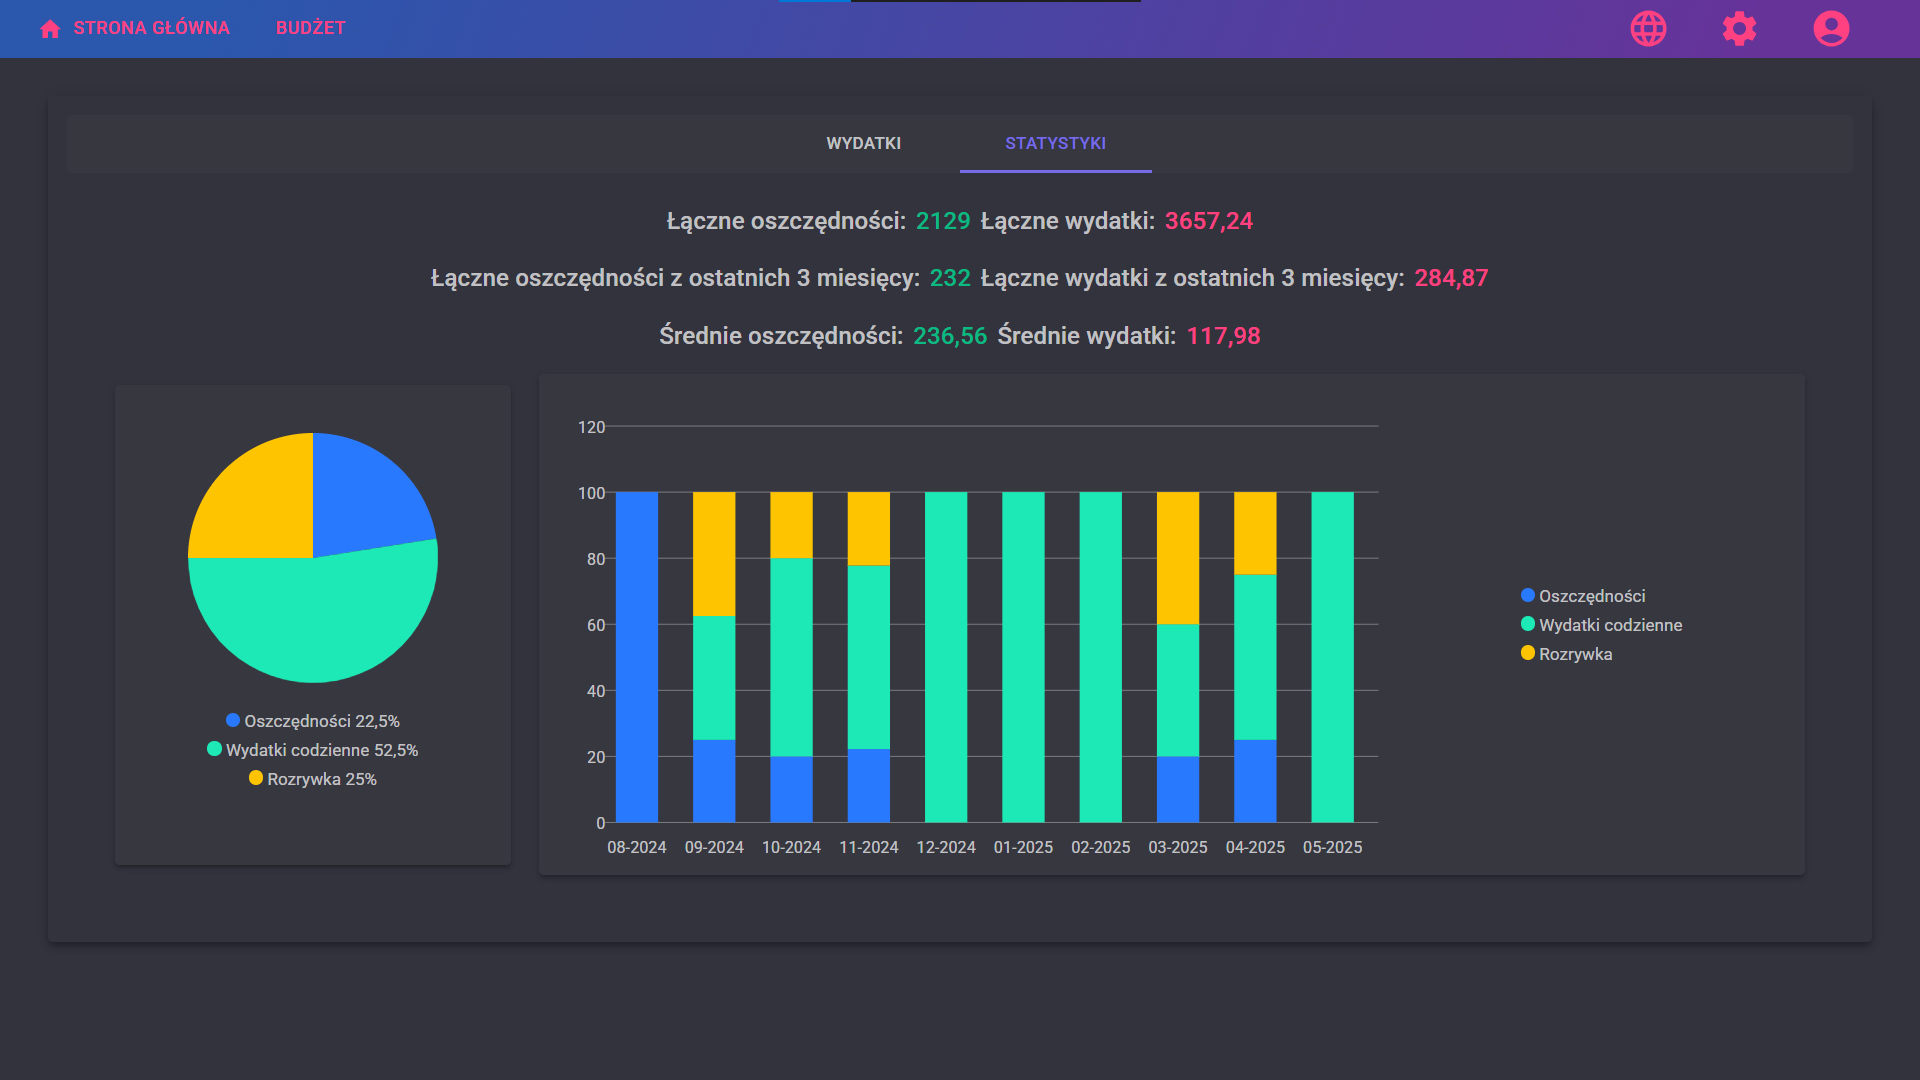 STRONA GŁÓWNA BUDŻET
WYDATKI STATYSTYKI
Łączne oszczędności: 2129 Łączne wydatki: 3657,24
Łączne oszczędności z ostatnich 3 miesięcy: 232 Łączne wydatki z ostatnich 3 miesięcy: 284,87
Średnie oszczędności: 236,56 Średnie wydatki: 117,98
Oszczędności 22,5%
Wydatki codzienne 52,5%
Rozrywka 25%
120
100
80
60
40
20
0
08-2024 09-2024 10-2024 11-2024 12-2024 01-2025 02-2025 03-2025 04-2025 05-2025
Oszczędności
Wydatki codzienne
Rozrywka